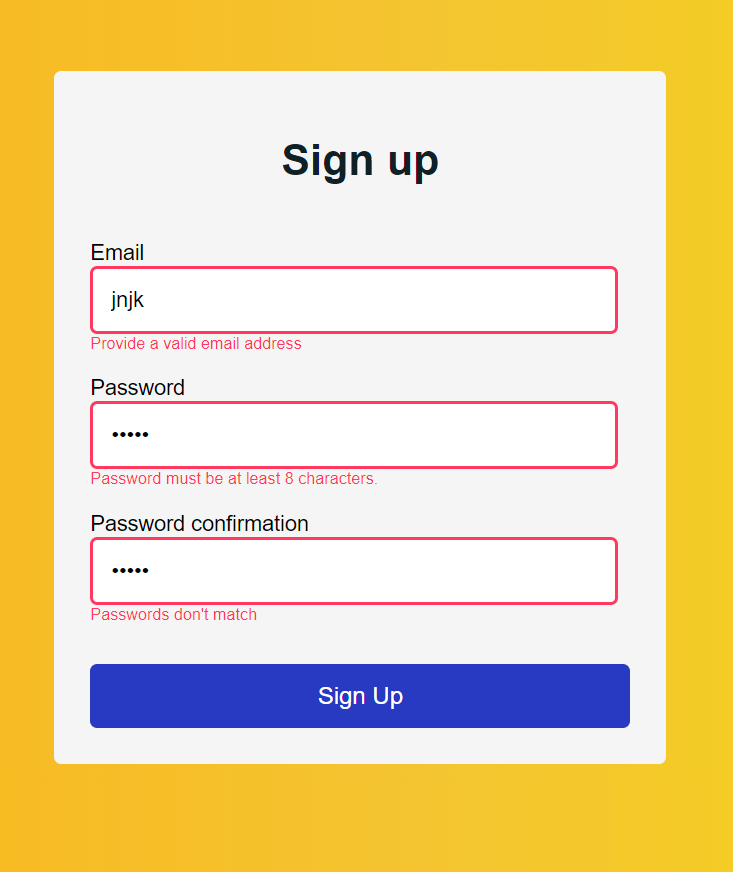 Sign up
Email
jnjk
Provide a valid email address
Password
•••••
Password must be at least 8 characters.
Password confirmation
•••••
Passwords don't match
Sign Up